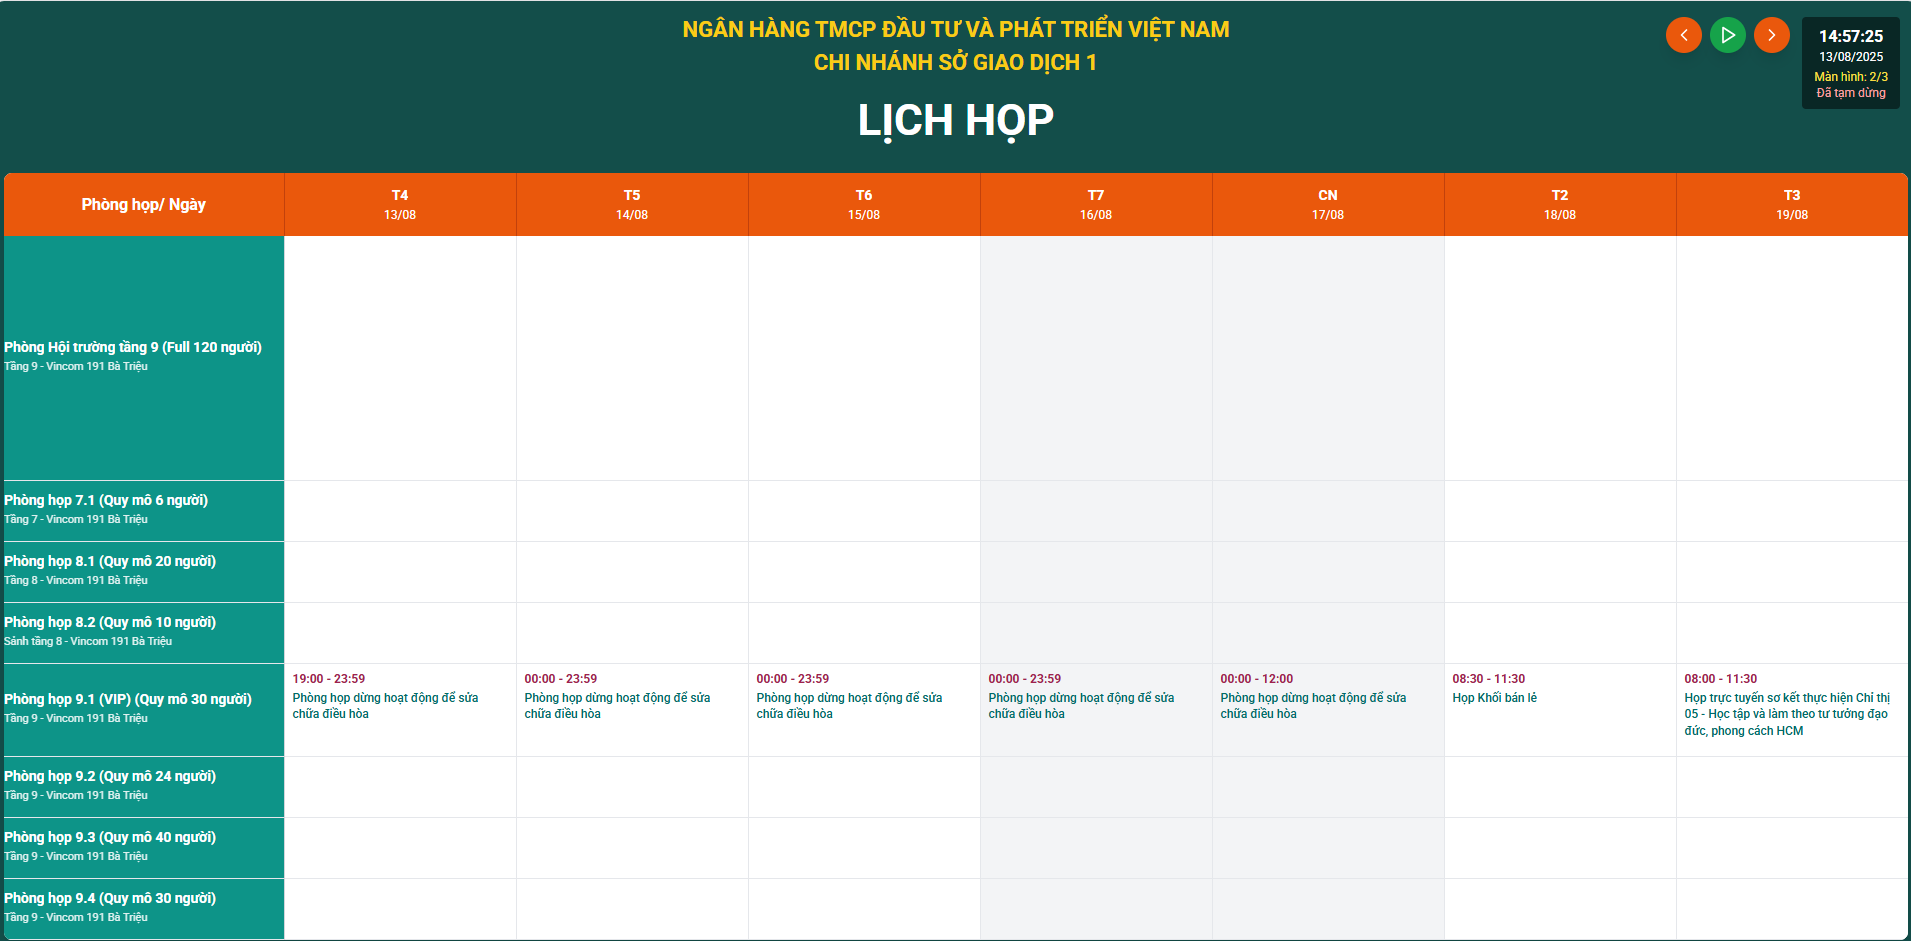 NGÂN HÀNG TMCP ĐẦU TƯ VÀ PHÁT TRIỂN VIỆT NAM
CHI NHÁNH SỞ GIAO DỊCH 1
LỊCH HỌP
14:57:25
13/08/2025
Màn hình: 2/3
Đã tạm dừng
Phòng họp/ Ngày
T4
13/08
T5
14/08
T6
15/08
T7
16/08
CN
17/08
T2
18/08
T3
19/08
Phòng Hội trường tầng 9 (Full 120 người)
Tầng 9 - Vincom 191 Bà Triệu
Phòng họp 7.1 (Quy mô 6 người)
Tầng 7 - Vincom 191 Bà Triệu
Phòng họp 8.1 (Quy mô 20 người)
Tầng 8 - Vincom 191 Bà Triệu
Phòng họp 8.2 (Quy mô 10 người)
Sảnh tầng 8 - Vincom 191 Bà Triệu
Phòng họp 9.1 (VIP) (Quy mô 30 người)
Tầng 9 - Vincom 191 Bà Triệu
19:00 - 23:59
Phòng họp dừng hoạt động để sửa
chữa điều hòa
00:00 - 23:59
Phòng họp dừng hoạt động để sửa
chữa điều hòa
00:00 - 23:59
Phòng họp dừng hoạt động để sửa
chữa điều hòa
00:00 - 23:59
Phòng họp dừng hoạt động để sửa
chữa điều hòa
00:00 - 12:00
Phòng họp dừng hoạt động để sửa
chữa điều hòa
08:30 - 11:30
Họp Khối bán lẻ
08:00 - 11:30
Họp trực tuyến sơ kết thực hiện Chỉ thị
05 - Học tập và làm theo tư tưởng đạo
đức, phong cách HCM
Phòng họp 9.2 (Quy mô 24 người)
Tầng 9 - Vincom 191 Bà Triệu
Phòng họp 9.3 (Quy mô 40 người)
Tầng 9 - Vincom 191 Bà Triệu
Phòng họp 9.4 (Quy mô 30 người)
Tầng 9 - Vincom 191 Bà Triệu